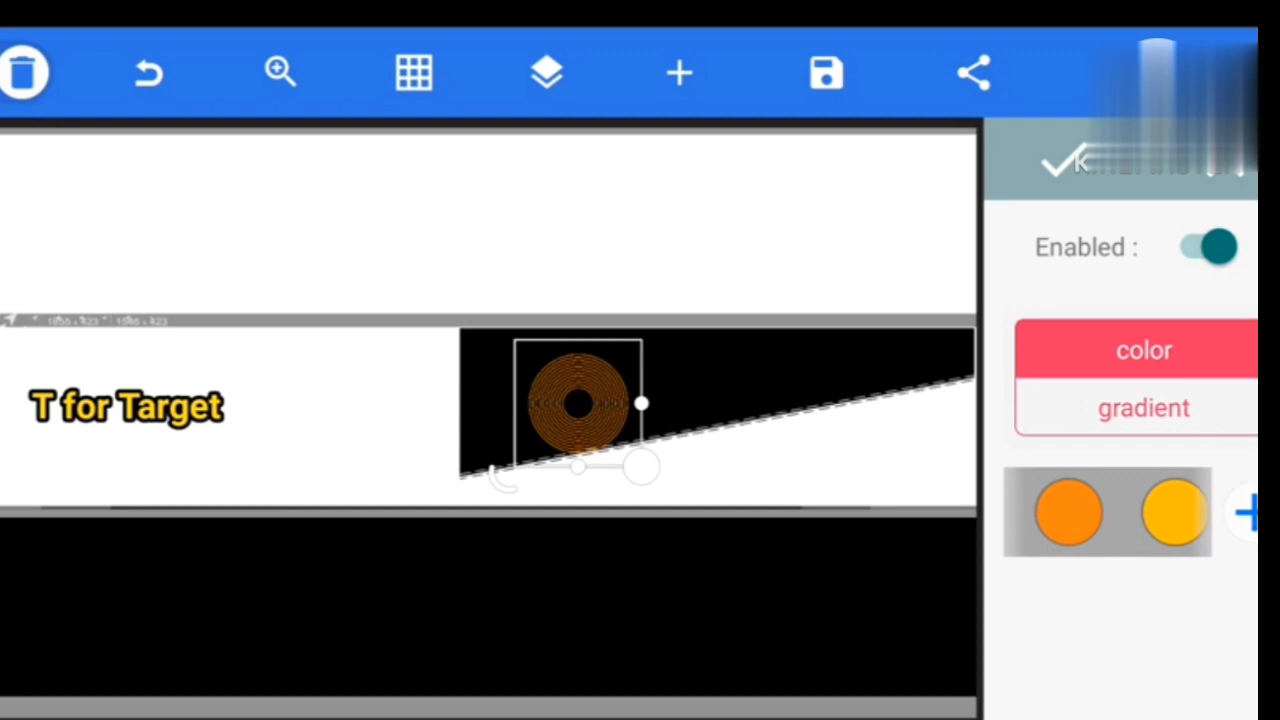 Enabled :
color
gradient
T for Target